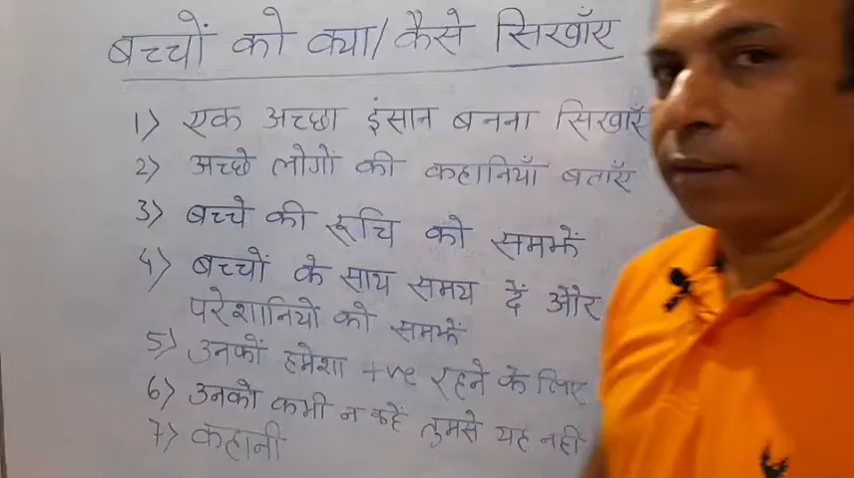 बच्चों को क्या/कैसे सिखाएँ
1) एक अच्छा इंसान बनना सिखाएँ
2) अच्छे लोगों की कहानियाँ बताएँ
3) बच्चे की रूचि को समझें
4) बच्चों के साथ समय दें और
परेशानियों को समझें
5) उनकों हमेशा +ve रहने के लिए
6) उनको कभी न कहें तुमसे यह नही
7) कहानी